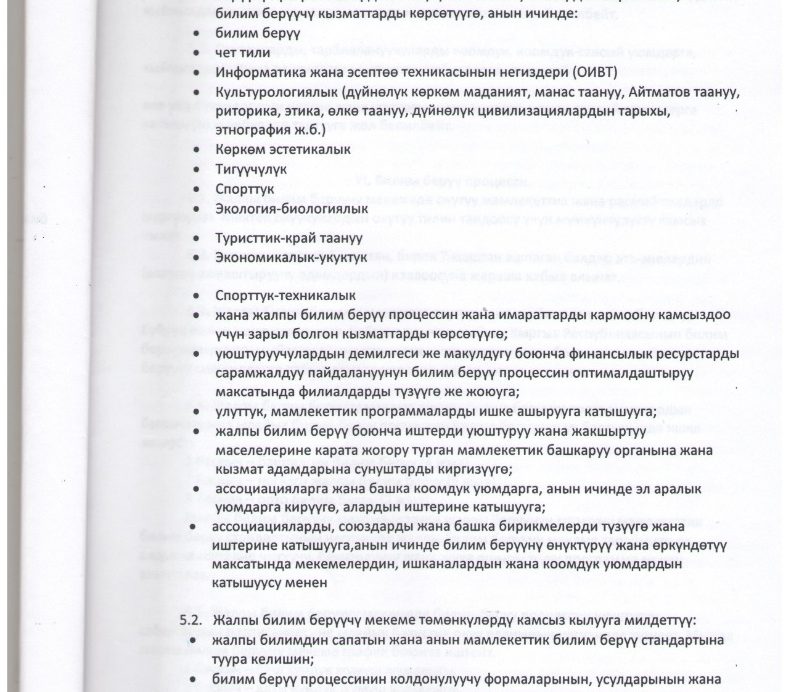 билим берүүчү кызматтарды көрсөтүүгө, анын ичинде:
• билим берүү
• чет тили
• Информатика жана эсептөө техникасынын негиздери (ОИВТ)
• Культурологиялык (дүйнөлүк көркөм маданият, манас таануу, Айтматов таануу,
риторика, этика, өлкө таануу, дүйнөлүк цивилизациялардын тарыхы,
этнография ж.б.)
• Көркөм эстетикалык
• Тигүүчүлүк
• Спорттук
Экология-биологиялык
• Туристтик-край таануу
• Экономикалык-укуктук
• Спорттук-техникалык
• жана жалпы билим берүү процессин жана имараттарды кармоону камсыздоо
үчүн зарыл болгон кызматтарды көрсөтүүгө;
• уюштуруучулардын демилгеси же макулдугу боюнча финансылык ресурстарды
сарамжалдуу пайдалануунун билим берүү процессин оптималдаштыруу
максатында филиалдарды түзүүгө же жоюуга;
• улуттук, мамлекеттик программаларды ишке ашырууга катышууга;
• жалпы билим берүү боюнча иштерди уюштуруу жана жакшыртуу
маселелерине карата жогору турган мамлекеттик башкаруу органына жана
кызмат адамдарына сунуштарды киргизүүгө;
• ассоциацияларга жана башка коомдук уюмдарга, анын ичинде эл аралык
уюмдарга кирүүгө, алардын иштерине катышууга;
• ассоциацияларды, союздарды жана башка бирикмелерди түзүүгө жана
иштерине катышууга,анын ичинде билим берүүнү өнүктүрүү жана өркүндөтүү
максатында мекемелердин, ишканалардын жана коомдук уюмдардын
катышуусу менен
5.2. Жалпы билим берүүчү мекеме төмөнкүлөрдү камсыз кылууга милдеттүү:
• жалпы билимдин сапатын жана анын мамлекеттик билим берүү стандартына
туура келишин;
• билим берүү процессинин колдонулуучу формаларынын, усулдарынын жана